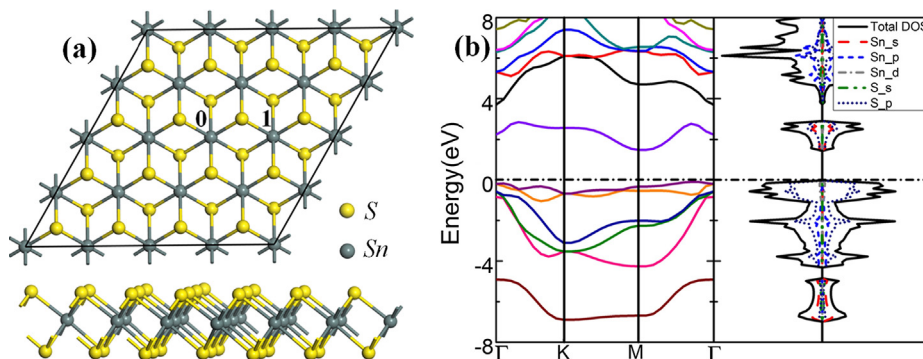 (a)
0 1
S
Sn
(b)
Energy(eV)
8
4
0
-4
-8
Γ K M Γ
Total DOS
Sn_s
Sn_p
Sn_d
S_s
S_p